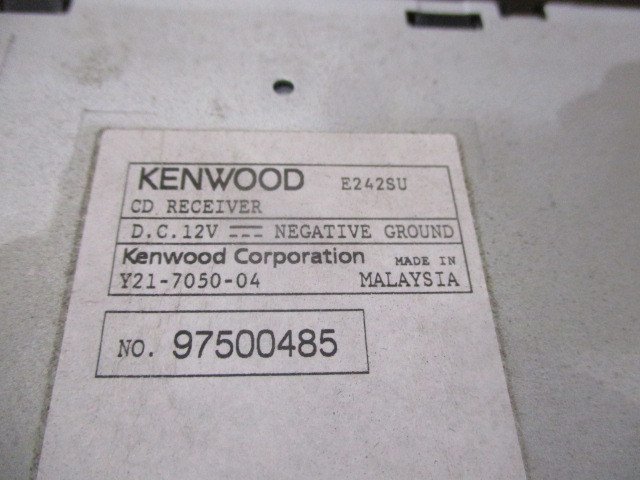 KENWOOD E242SU
CD RECEIVER
D.C.12V ⎓ NEGATIVE GROUND
Kenwood Corporation MADE IN
Y21-7050-04 MALAYSIA
NO. 97500485